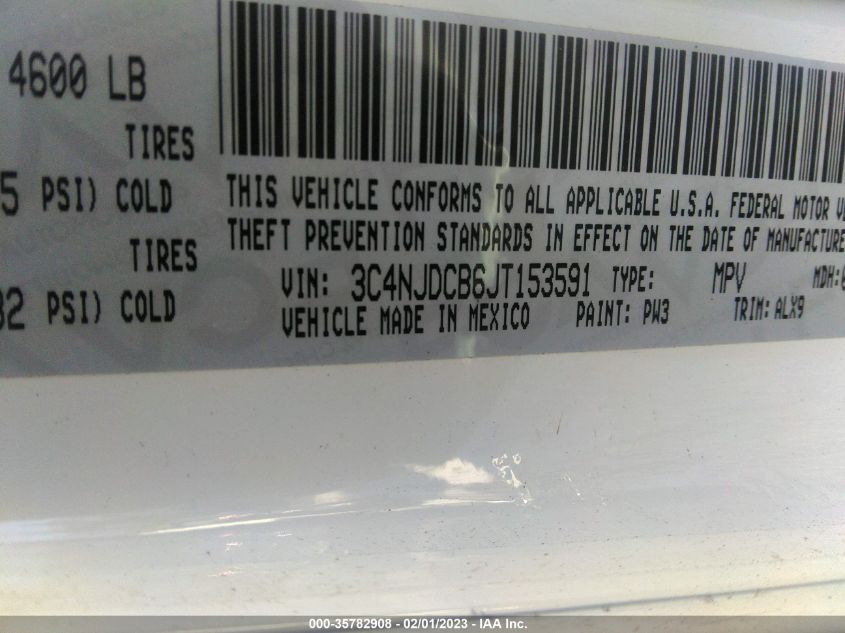 4600 LB
TIRES
5 PSI) COLD
THIS VEHICLE CONFORMS TO ALL APPLICABLE U.S.A. FEDERAL MOTOR
THEFT PREVENTION STANDARDS IN EFFECT ON THE DATE OF MANUFACTURE
TIRES
VIN: 3C4NJDCB6JT153591 TYPE: MPV MDH:
32 PSI) COLD
VEHICLE MADE IN MEXICO PAINT: PW3 TRIM: ALX9
000-35782908 - 02/01/2023 - IAA Inc.